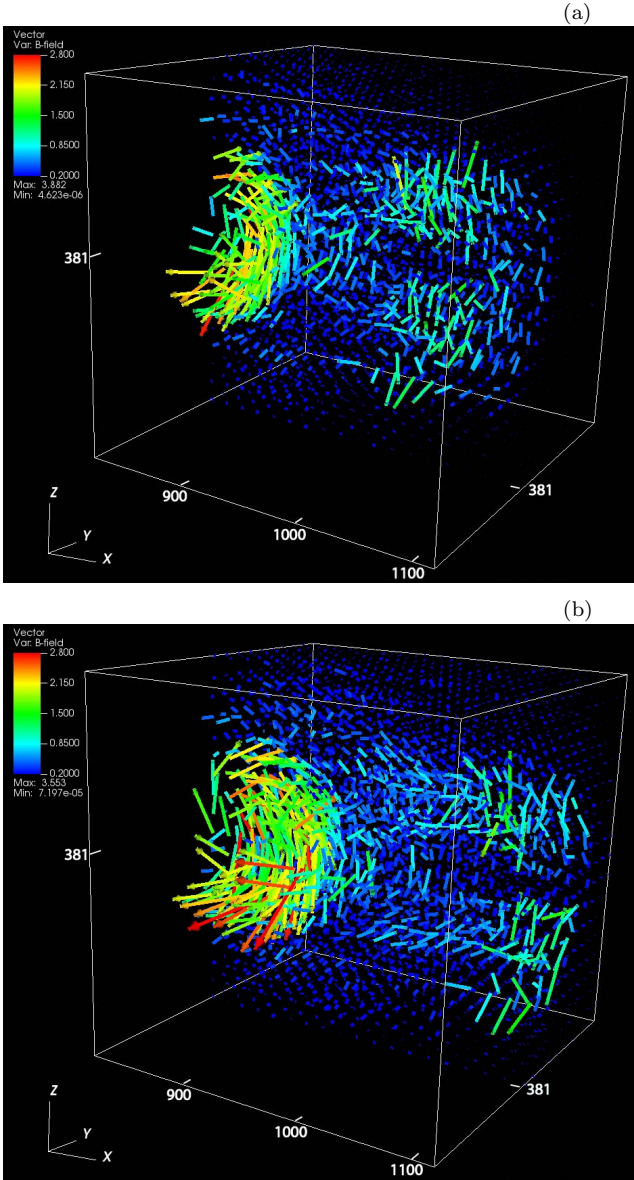 (a)
Vector
Var: B-field
2.800
2.150
1.500
0.8500
0.2000
Max: 3.882
Min: 4.623e-06
381
381
900
1000
1100
Z
Y
X
(b)
Vector
Var: B-field
2.800
2.150
1.500
0.8500
0.2000
Max: 3.553
Min: 7.197e-05
381
381
900
1000
1100
Z
Y
X